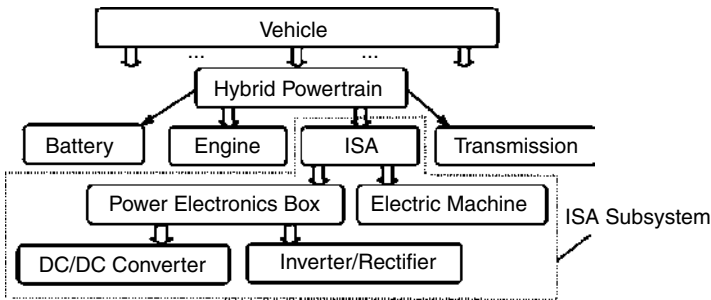 Vehicle
... ...
Hybrid Powertrain
Battery Engine ISA Transmission
Power Electronics Box Electric Machine
ISA Subsystem
DC/DC Converter Inverter/Rectifier